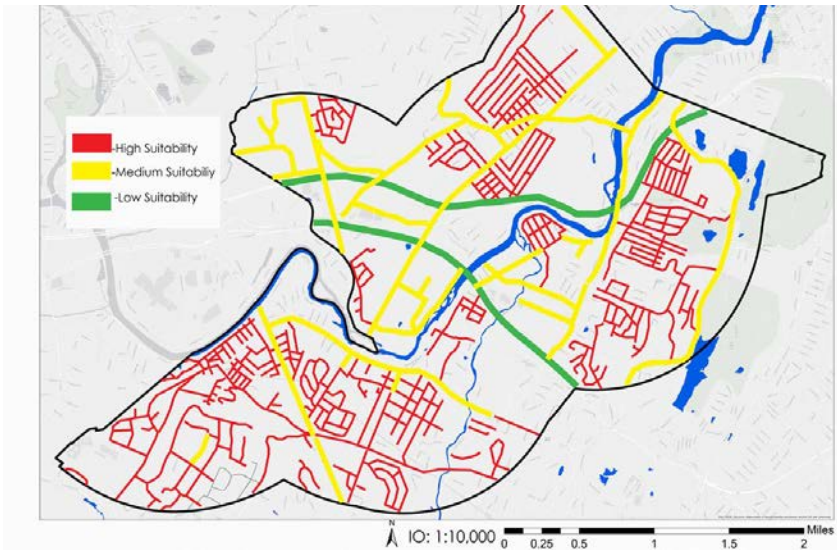 -High Suitability
-Medium Suitabiliy
-Low Suitability
N
IO: 1:10,000
Miles
0 0.25 0.5 1 1.5 2